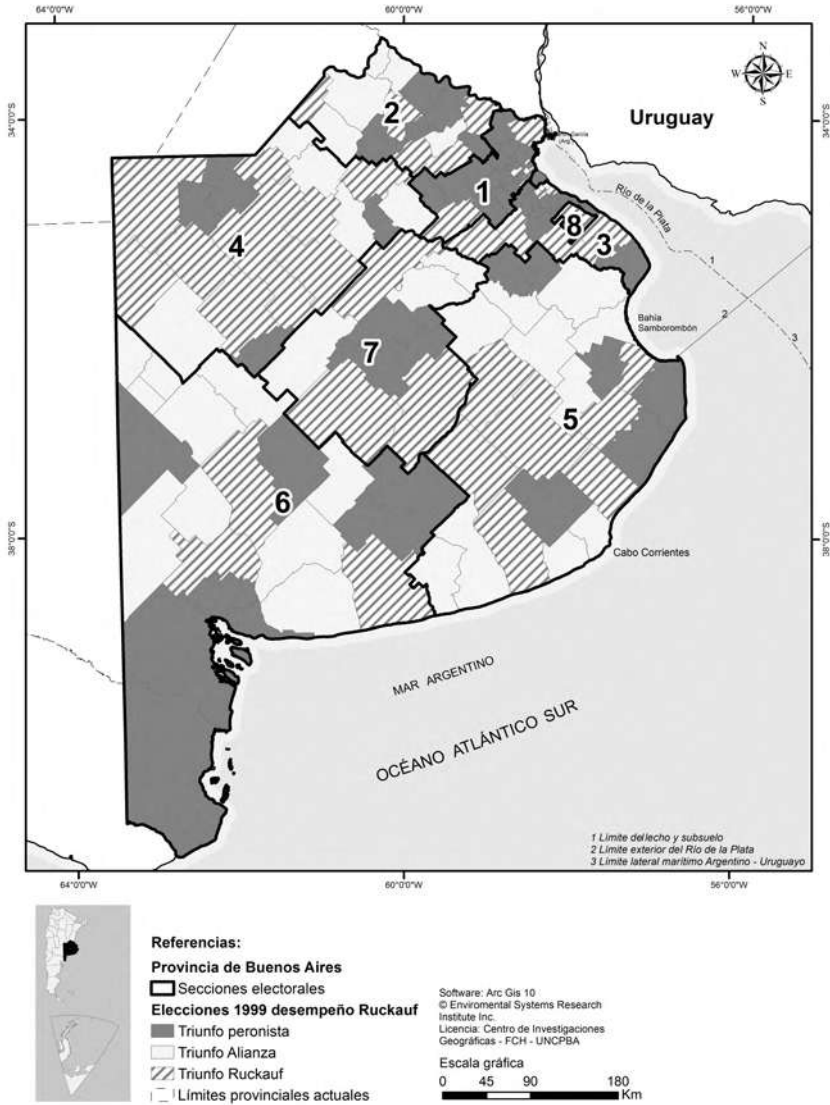 64°0'0"W 60°0'0"W 56°0'0"W
N
W E
S
34°0'0"S 34°0'0"S
Uruguay
2
1
Río de la Plata
8
3
4
1
Bahía
Samborombón
2
3
7
5
6
38°0'0"S 38°0'0"S
Cabo Corrientes
MAR ARGENTINO
OCÉANO ATLÁNTICO SUR
1 Límite del lecho y subsuelo
2 Límite exterior del Río de la Plata
3 Límite lateral marítimo Argentino - Uruguayo
64°0'0"W 60°0'0"W 56°0'0"W
Referencias:
Provincia de Buenos Aires
Secciones electorales
Elecciones 1999 desempeño Ruckauf
Triunfo peronista
Triunfo Alianza
Triunfo Ruckauf
Límites provinciales actuales
Software: Arc Gis 10
© Enviromental Systems Research
Institute Inc.
Licencia: Centro de Investigaciones
Geográficas - FCH - UNCPBA
Escala gráfica
0 45 90 180
Km